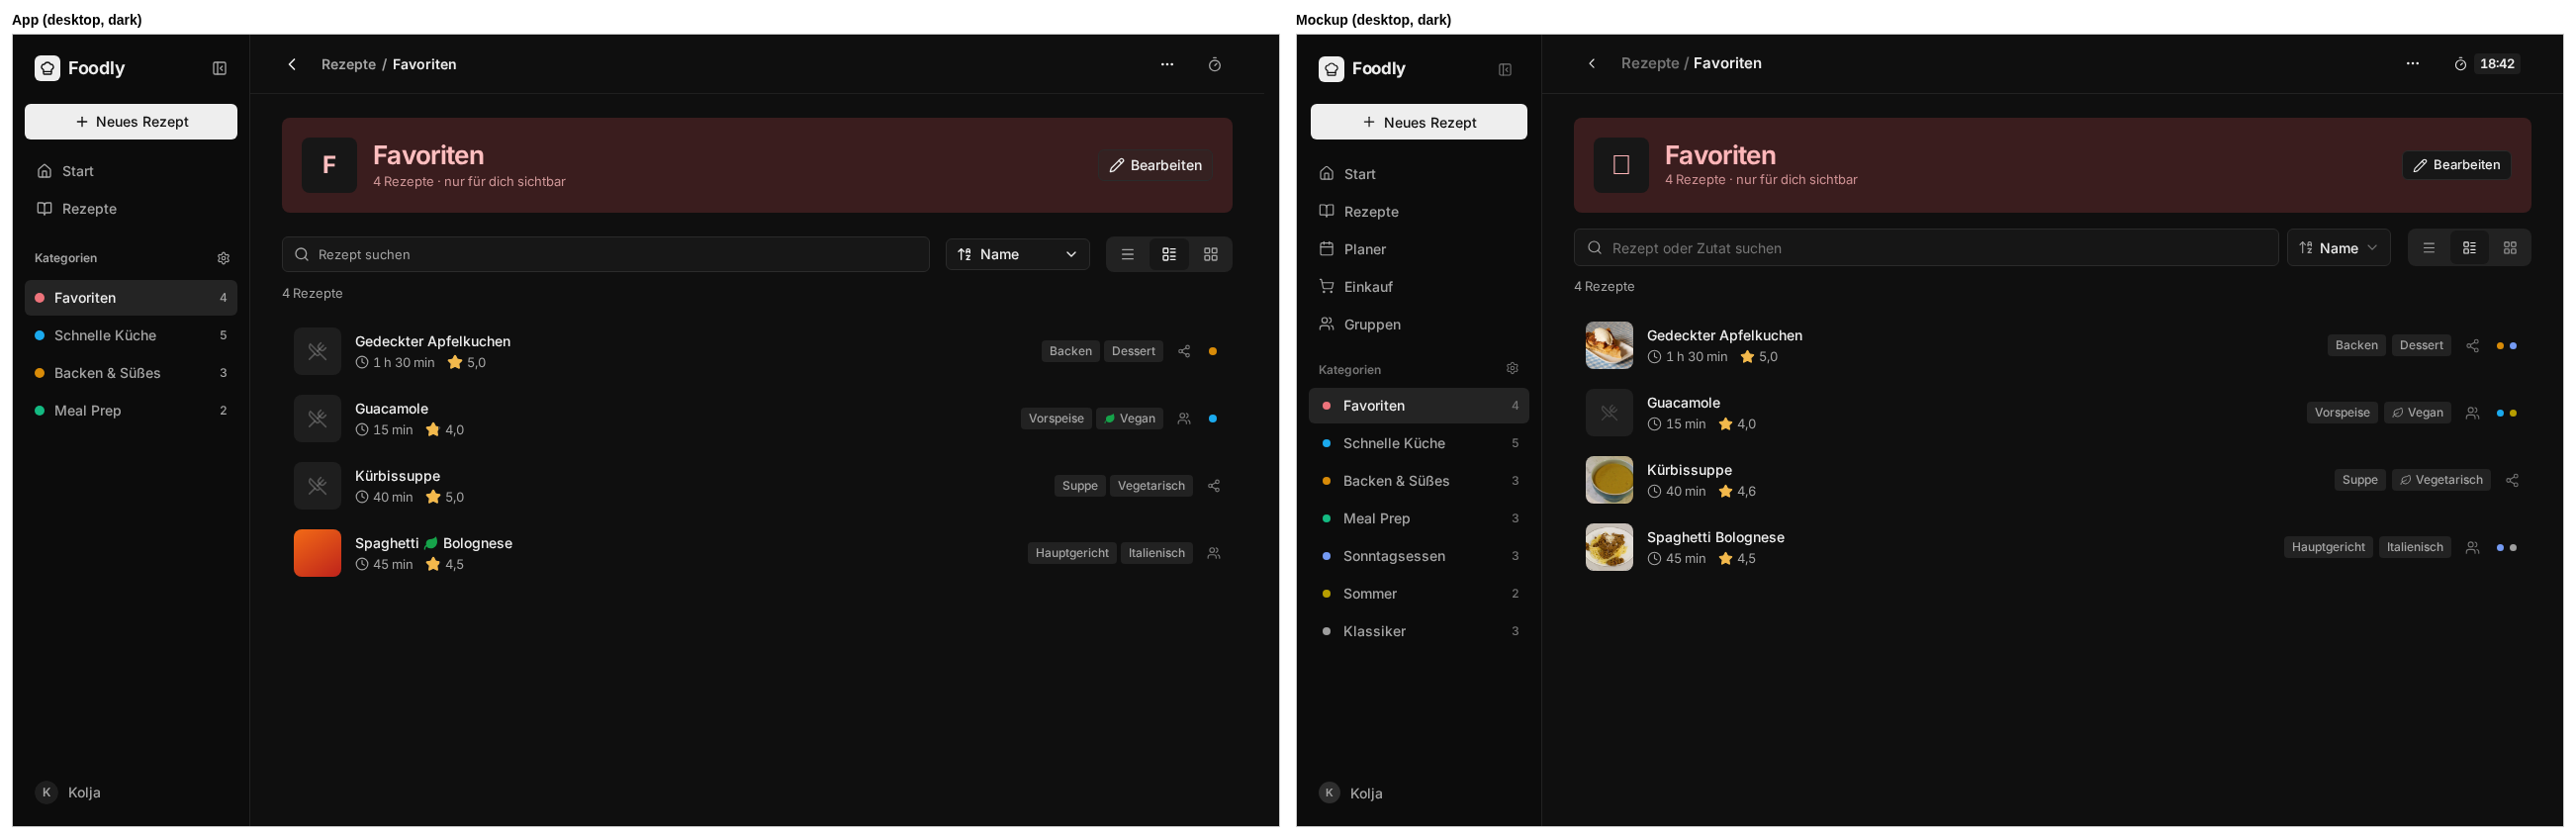 App (desktop, dark)
Foodly
Neues Rezept
Start
Rezepte
Kategorien
Favoriten 4
Schnelle Küche 5
Backen & Süßes 3
Meal Prep 2
K Kolja
Rezepte / Favoriten
F
Favoriten
4 Rezepte · nur für dich sichtbar
Bearbeiten
Rezept suchen
Name
4 Rezepte
Gedeckter Apfelkuchen
1 h 30 min 5,0
Backen Dessert
Guacamole
15 min 4,0
Vorspeise Vegan
Kürbissuppe
40 min 5,0
Suppe Vegetarisch
Spaghetti Bolognese
45 min 4,5
Hauptgericht Italienisch
Mockup (desktop, dark)
Foodly
Neues Rezept
Start
Rezepte
Planer
Einkauf
Gruppen
Kategorien
Favoriten 4
Schnelle Küche 5
Backen & Süßes 3
Meal Prep 3
Sonntagsessen 3
Sommer 2
Klassiker 3
K Kolja
Rezepte / Favoriten
18:42
Favoriten
4 Rezepte · nur für dich sichtbar
Bearbeiten
Rezept oder Zutat suchen
Name
4 Rezepte
Gedeckter Apfelkuchen
1 h 30 min 5,0
Backen Dessert
Guacamole
15 min 4,0
Vorspeise Vegan
Kürbissuppe
40 min 4,6
Suppe Vegetarisch
Spaghetti Bolognese
45 min 4,5
Hauptgericht Italienisch